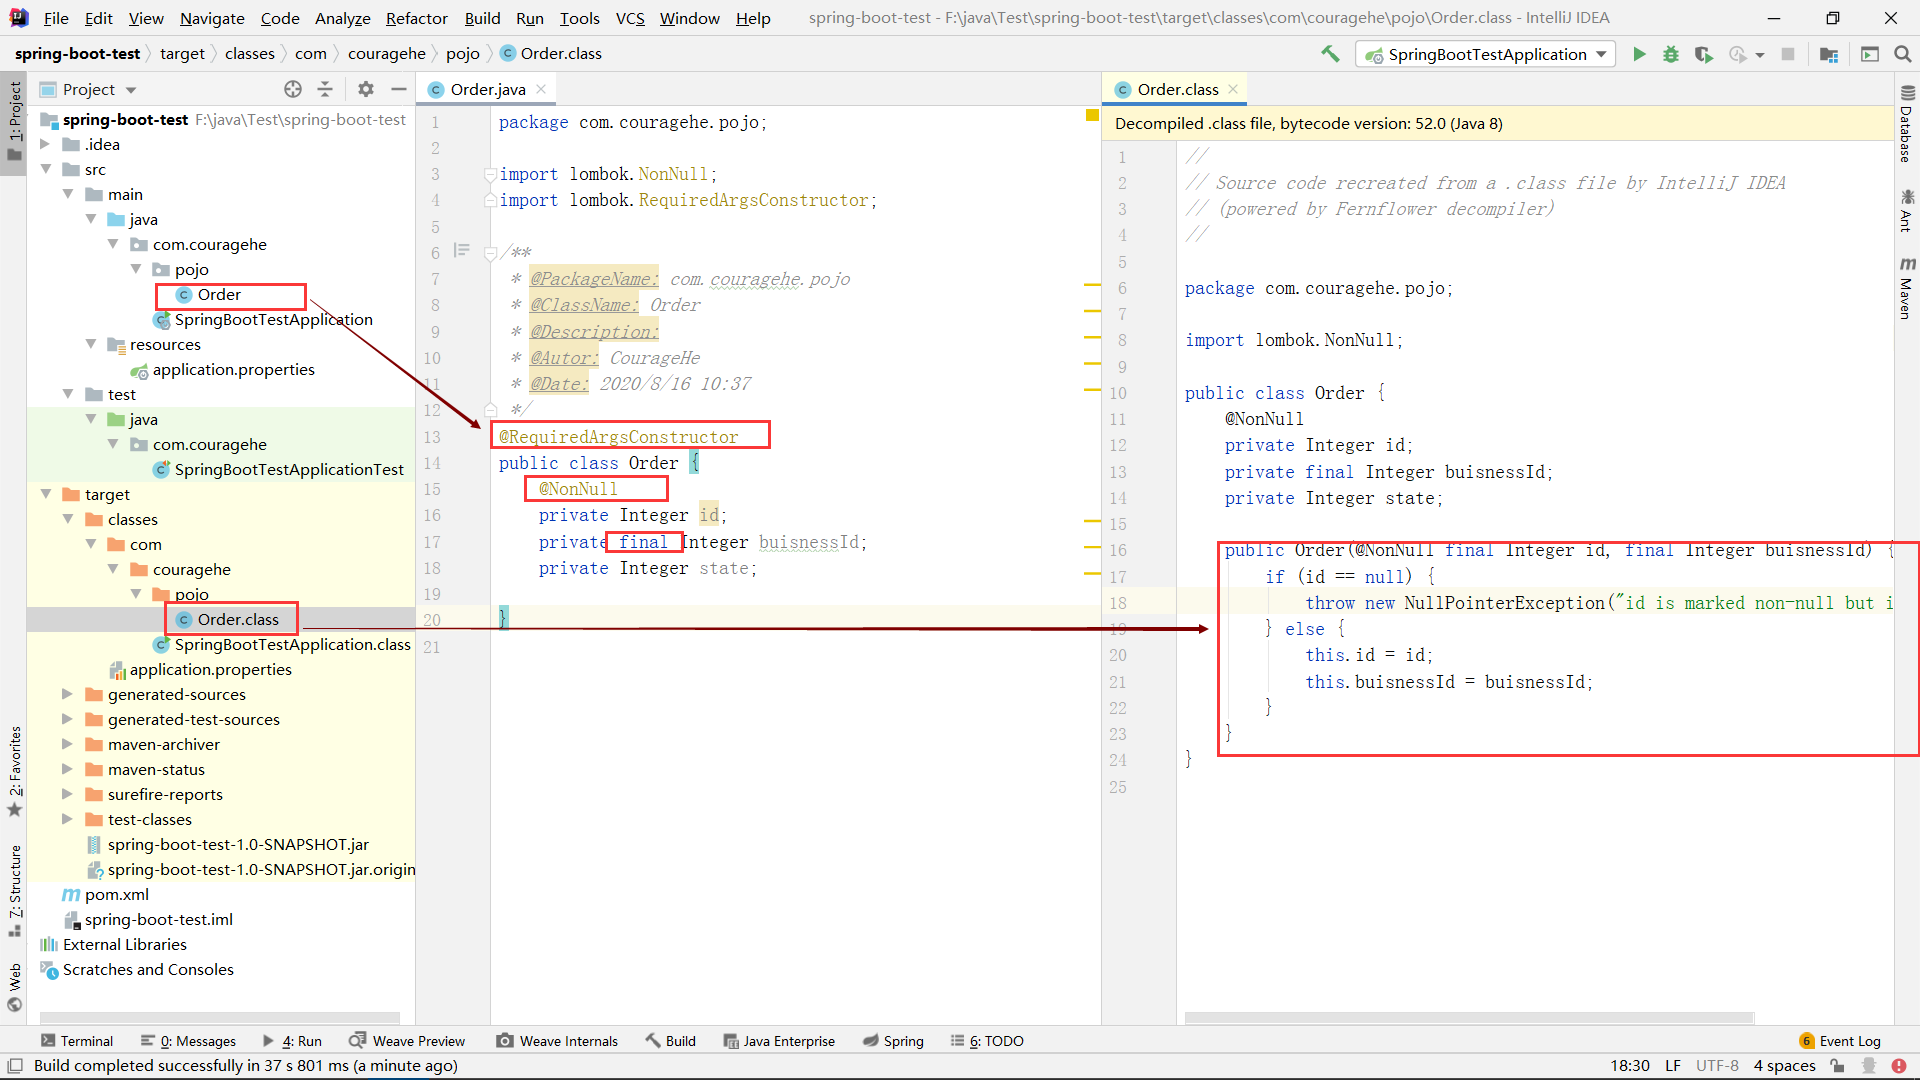 File Edit View Navigate Code Analyze Refactor Build Run Tools VCS Window Help spring-boot-test - F:\java\Test\spring-boot-test\target\classes\com\couragehe\pojo\Order.class - IntelliJ IDEA
spring-boot-test target classes com couragehe pojo Order.class SpringBootTestApplication
1: Project
2: Favorites
7: Structure
Web
Project
spring-boot-test F:\java\Test\spring-boot-test
.idea
src
main
java
com.couragehe
pojo
Order
SpringBootTestApplication
resources
application.properties
test
java
com.couragehe
SpringBootTestApplicationTest
target
classes
com
couragehe
pojo
Order.class
SpringBootTestApplication.class
application.properties
generated-sources
generated-test-sources
maven-archiver
maven-status
surefire-reports
test-classes
spring-boot-test-1.0-SNAPSHOT.jar
spring-boot-test-1.0-SNAPSHOT.jar.origin
pom.xml
spring-boot-test.iml
External Libraries
Scratches and Consoles
Order.java
1 package com.couragehe.pojo;
2
3 import lombok.NonNull;
4 import lombok.RequiredArgsConstructor;
5
6 /**
7 * @PackageName: com.couragehe.pojo
8 * @ClassName: Order
9 * @Description:
10 * @Autor: CourageHe
11 * @Date: 2020/8/16 10:37
12 */
13 @RequiredArgsConstructor
14 public class Order {
15 @NonNull
16 private Integer id;
17 private final Integer buisnessId;
18 private Integer state;
19
20 }
21
Order.class
Decompiled .class file, bytecode version: 52.0 (Java 8)
1 //
2 // Source code recreated from a .class file by IntelliJ IDEA
3 // (powered by Fernflower decompiler)
4 //
5
6 package com.couragehe.pojo;
7
8 import lombok.NonNull;
9
10 public class Order {
11 @NonNull
12 private Integer id;
13 private final Integer buisnessId;
14 private Integer state;
15
16 public Order(@NonNull final Integer id, final Integer buisnessId) {
17 if (id == null) {
18 throw new NullPointerException("id is marked non-null but i
19 } else {
20 this.id = id;
21 this.buisnessId = buisnessId;
22 }
23 }
24 }
25
Database
Ant
Maven
Terminal 0: Messages 4: Run Weave Preview Weave Internals Build Java Enterprise Spring 6: TODO 6 Event Log
Build completed successfully in 37 s 801 ms (a minute ago) 18:30 LF UTF-8 4 spaces